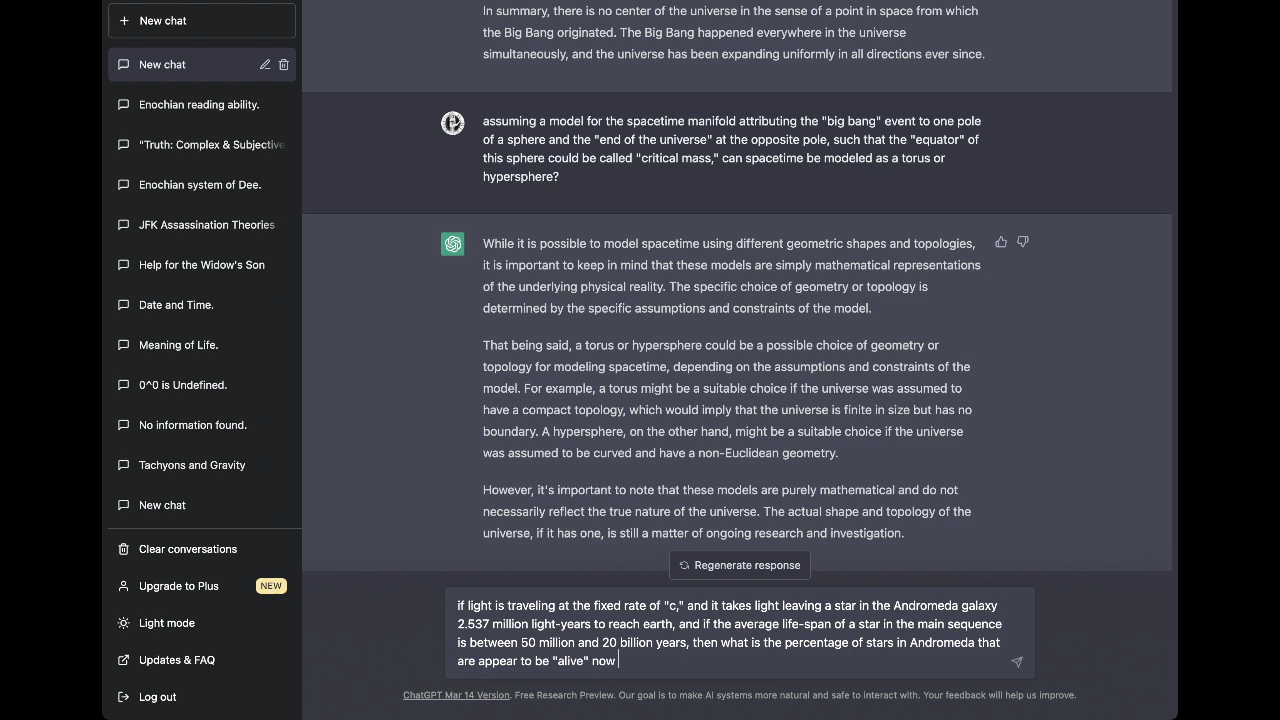 New chat
New chat
Enochian reading ability.
"Truth: Complex & Subjective
Enochian system of Dee.
JFK Assassination Theories
Help for the Widow's Son
Date and Time.
Meaning of Life.
0^0 is Undefined.
No information found.
Tachyons and Gravity
New chat
Clear conversations
Upgrade to Plus NEW
Light mode
Updates & FAQ
Log out
In summary, there is no center of the universe in the sense of a point in space from which
the Big Bang originated. The Big Bang happened everywhere in the universe
simultaneously, and the universe has been expanding uniformly in all directions ever since.
assuming a model for the spacetime manifold attributing the "big bang" event to one pole
of a sphere and the "end of the universe" at the opposite pole, such that the "equator" of
this sphere could be called "critical mass," can spacetime be modeled as a torus or
hypersphere?
While it is possible to model spacetime using different geometric shapes and topologies,
it is important to keep in mind that these models are simply mathematical representations
of the underlying physical reality. The specific choice of geometry or topology is
determined by the specific assumptions and constraints of the model.
That being said, a torus or hypersphere could be a possible choice of geometry or
topology for modeling spacetime, depending on the assumptions and constraints of the
model. For example, a torus might be a suitable choice if the universe was assumed to
have a compact topology, which would imply that the universe is finite in size but has no
boundary. A hypersphere, on the other hand, might be a suitable choice if the universe
was assumed to be curved and have a non-Euclidean geometry.
However, it's important to note that these models are purely mathematical and do not
necessarily reflect the true nature of the universe. The actual shape and topology of the
universe, if it has one, is still a matter of ongoing research and investigation.
Regenerate response
if light is traveling at the fixed rate of "c," and it takes light leaving a star in the Andromeda galaxy
2.537 million light-years to reach earth, and if the average life-span of a star in the main sequence
is between 50 million and 20 billion years, then what is the percentage of stars in Andromeda that
are appear to be "alive" now
ChatGPT Mar 14 Version. Free Research Preview. Our goal is to make AI systems more natural and safe to interact with. Your feedback will help us improve.